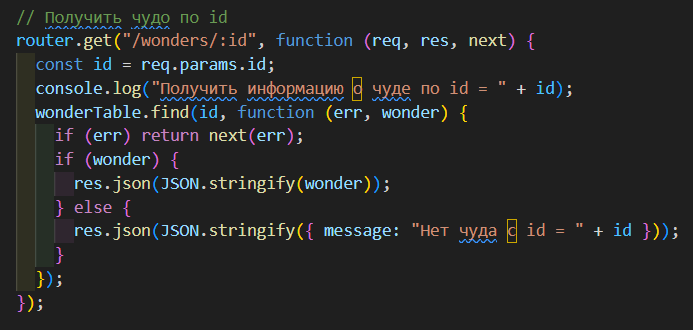 // Получить чудо по id
router.get("/wonders/:id", function (req, res, next) {
  const id = req.params.id;
  console.log("Получить информацию о чуде по id = " + id);
  wonderTable.find(id, function (err, wonder) {
    if (err) return next(err);
    if (wonder) {
      res.json(JSON.stringify(wonder));
    } else {
      res.json(JSON.stringify({ message: "Нет чуда с id = " + id }));
    }
  });
});